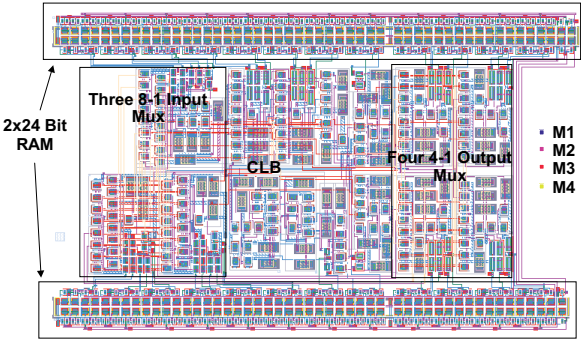 Three 8-1 Input
Mux
2x24 Bit
RAM
CLB
Four 4-1 Output
Mux
M1
M2
M3
M4